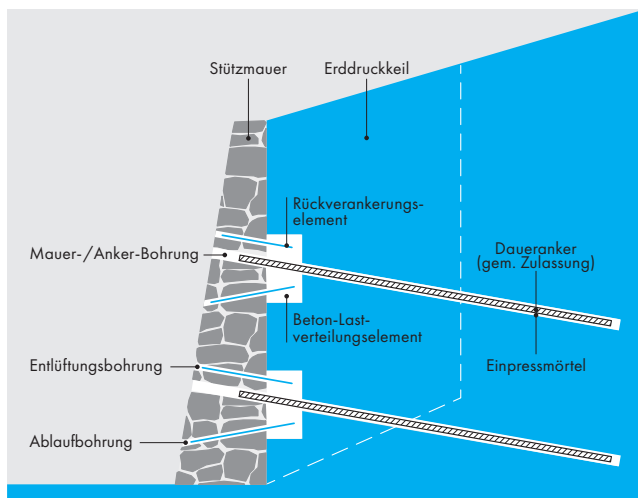 Stützmauer
Erddruckkeil
Rückverankerungs-
element
Mauer-/Anker-Bohrung
Daueranker
(gem. Zulassung)
Beton-Last-
verteilungselement
Entlüftungsbohrung
Einpressmörtel
Ablaufbohrung